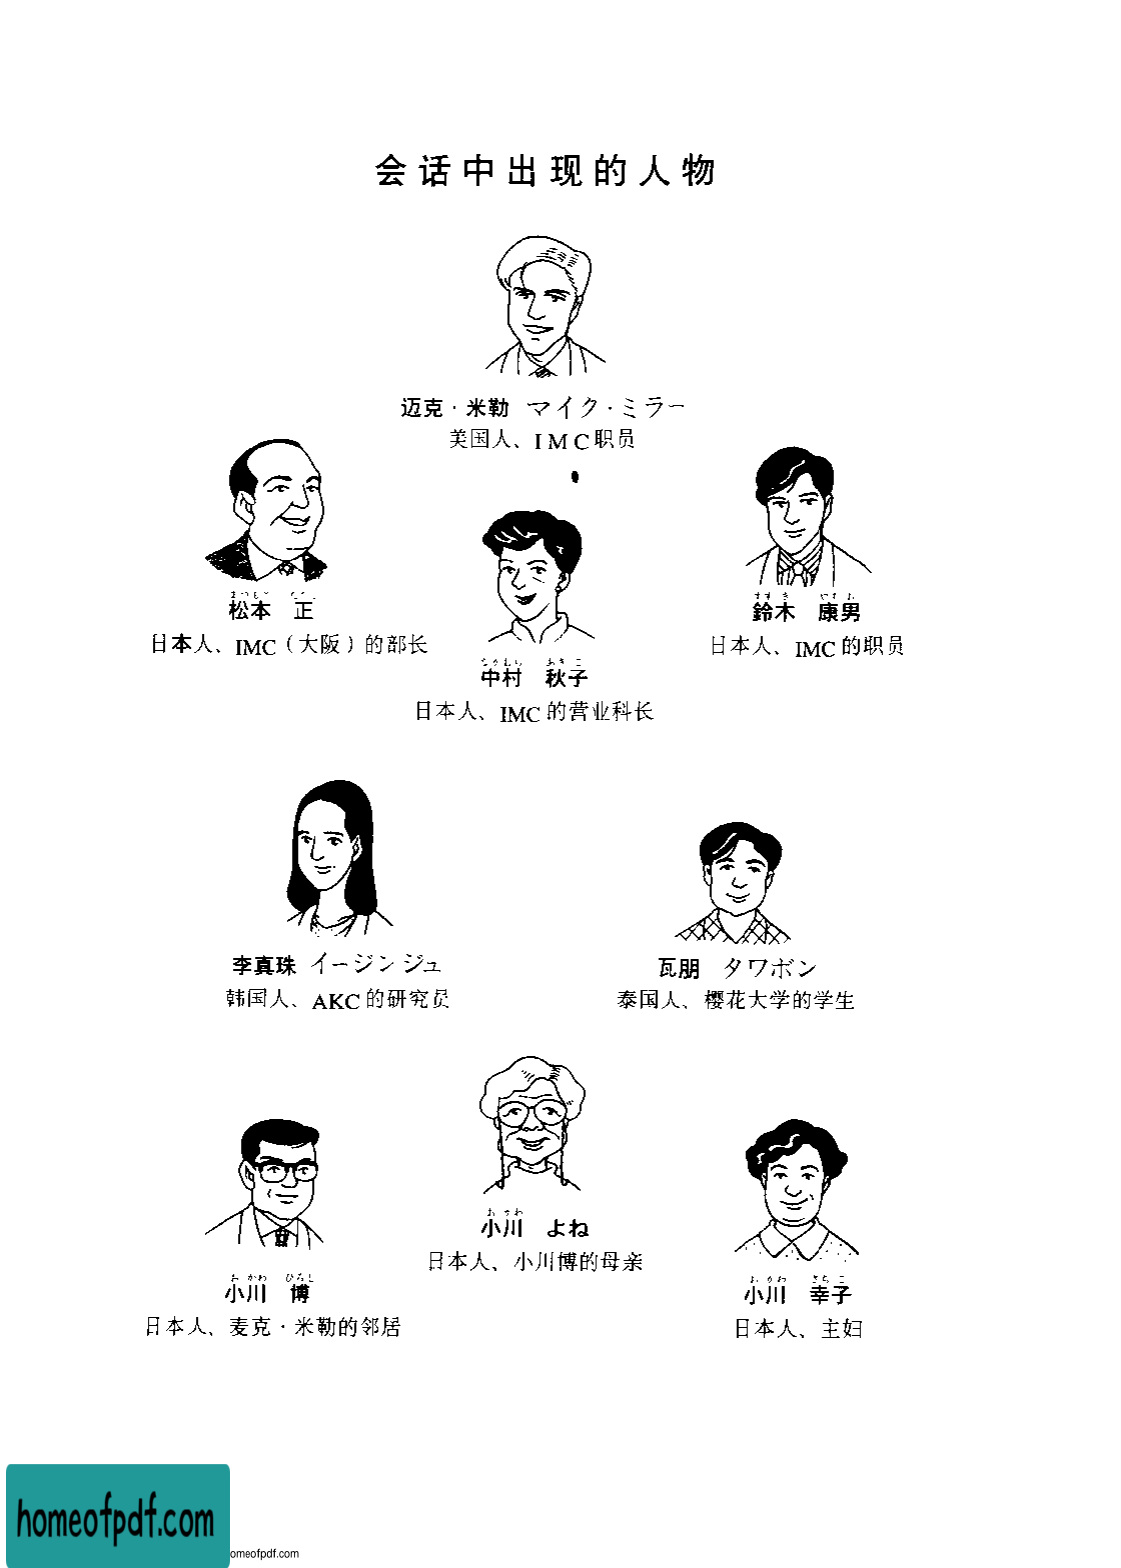 会话中出现的人物
迈克·米勒 マイク·ミラー
美国人、IMC职员
まつもと ただし
松本 正
日本人、IMC（大阪）的部长
すずき やすお
鈴木 康男
日本人、IMC的职员
なかむら あきこ
中村 秋子
日本人、IMC的营业科长
李真珠 イージンジュ
韩国人、AKC的研究员
瓦朋 タワポン
泰国人、樱花大学的学生
おがわ
小川 よね
日本人、小川博的母亲
おがわ ひろし
小川 博
日本人、麦克·米勒的邻居
おがわ さちこ
小川 幸子
日本人、主妇
homeofpdf.com
omeofpdf.com